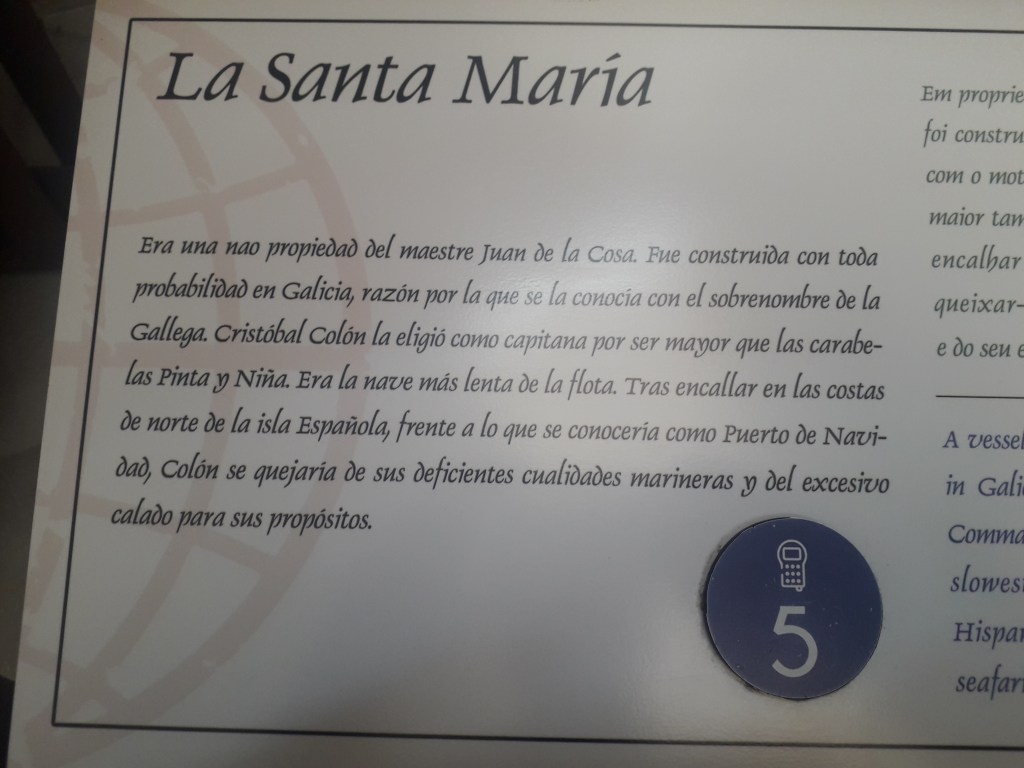 La Santa María
Era una nao propiedad del maestre Juan de la Cosa. Fue construida con toda
probabilidad en Galicia, razón por la que se la conocía con el sobrenombre de la
Gallega. Cristóbal Colón la eligió como capitana por ser mayor que las carabe-
las Pinta y Niña. Era la nave más lenta de la flota. Tras encallar en las costas
de norte de la isla Española, frente a lo que se conocería como Puerto de Navi-
dad, Colón se quejaría de sus deficientes cualidades marineras y del excesivo
calado para sus propósitos.
5
Em proprie
foi constru
com o mot
maior tam
encalhar
queixar-
e do seu e
A vessel
in Gali
Comma
slowest
Hispan
seafari